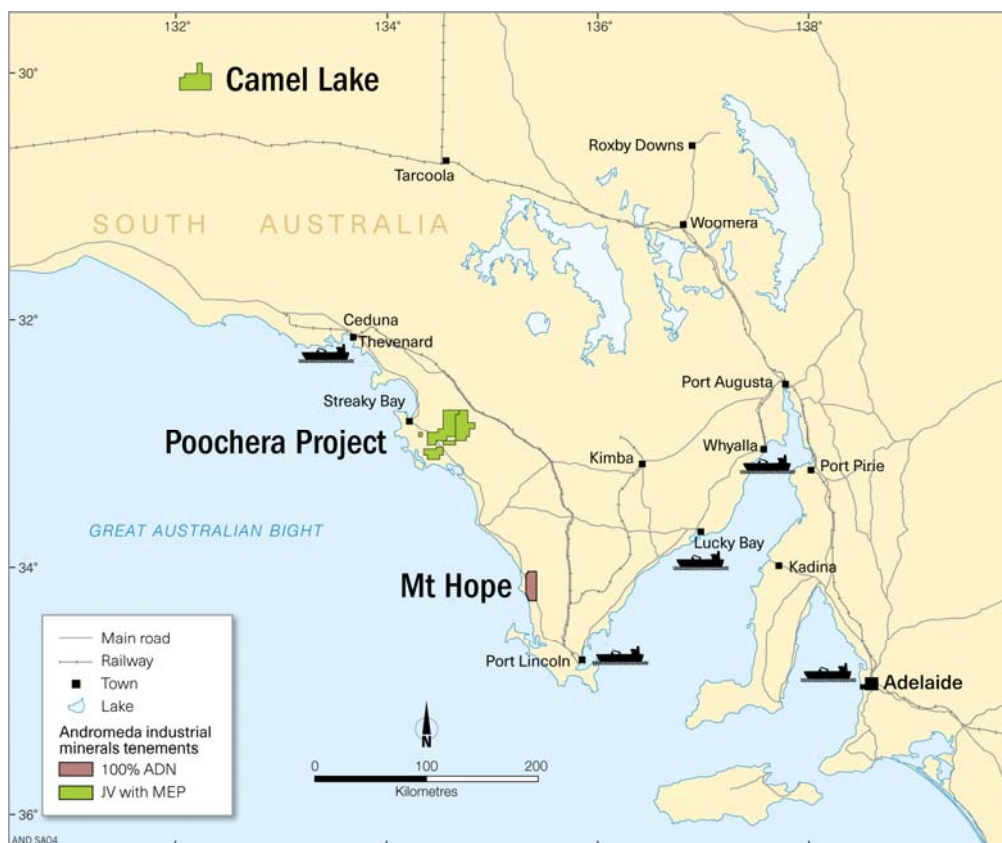 132°
134°
136°
138°
30°
Camel Lake
Roxby Downs
Tarcoola
SOUTH AUSTRALIA
Woomera
32°
Ceduna
Thevenard
Port Augusta
Streaky Bay
Poochera Project
Whyalla
Kimba
Port Pirie
GREAT AUSTRALIAN BIGHT
Lucky Bay
34°
Kadina
Mt Hope
Port Lincoln
Adelaide
Main road
Railway
Town
Lake
Andromeda industrial
minerals tenements
100% ADN
JV with MEP
N
0 100 200
Kilometres
36°
AND SA04